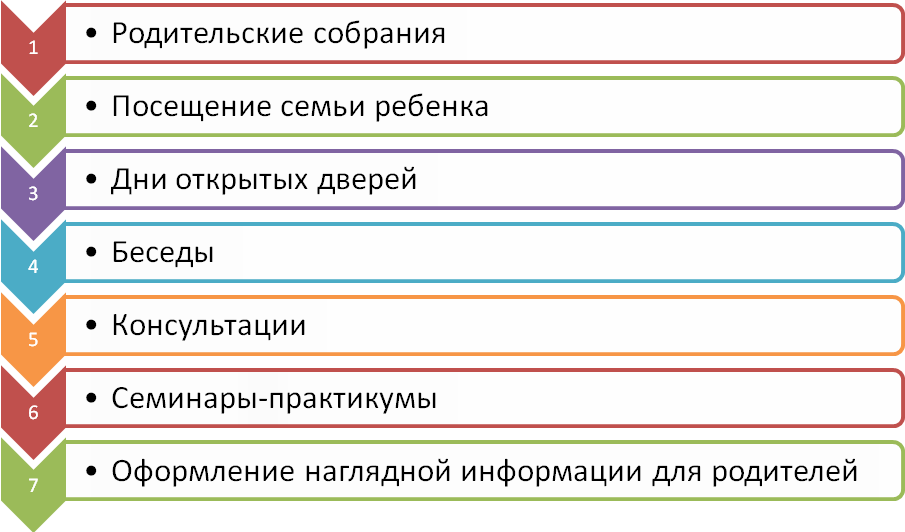 1 • Родительские собрания
2 • Посещение семьи ребенка
3 • Дни открытых дверей
4 • Беседы
5 • Консультации
6 • Семинары-практикумы
7 • Оформление наглядной информации для родителей